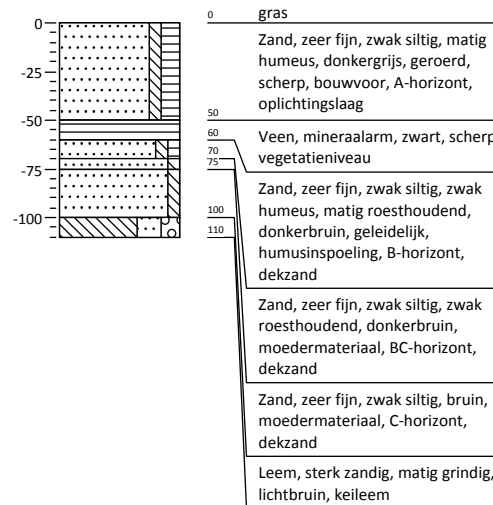 0
gras
0
-25
-50
-75
-100
Zand, zeer fijn, zwak siltig, matig
humeus, donkergrijs, geroerd,
scherp, bouwvoor, A-horizont,
oplichtingslaag
50
Veen, mineraalarm, zwart, scherp
vegetatieniveau
60
Zand, zeer fijn, zwak siltig, zwak
humeus, matig roesthoudend,
donkerbruin, geleidelijk,
humusinspoeling, B-horizont,
dekzand
70
Zand, zeer fijn, zwak siltig, zwak
roesthoudend, donkerbruin,
moedermateriaal, BC-horizont,
dekzand
75
Zand, zeer fijn, zwak siltig, bruin,
moedermateriaal, C-horizont,
dekzand
100
Leem, sterk zandig, matig grindig,
lichtbruin, keileem
110